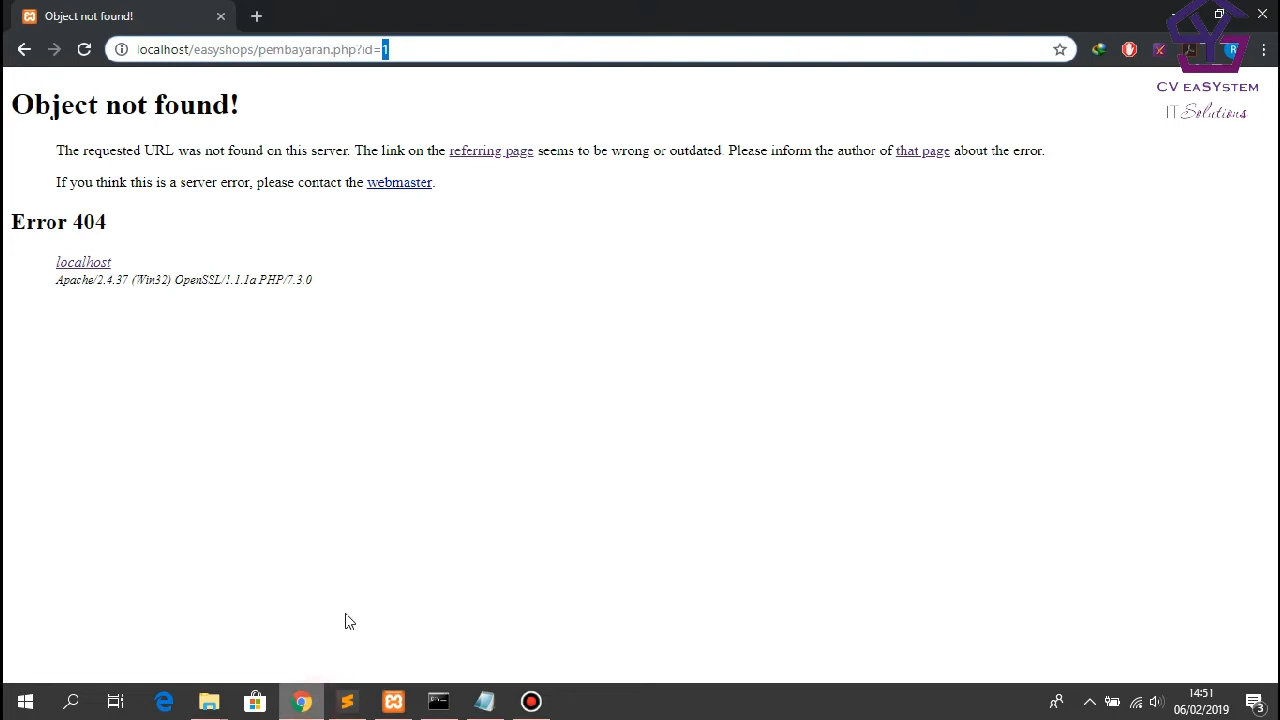 Object not found!
localhost/easyshops/pembayaran.php?id=1
CV eaSYstem
IT Solutions
Object not found!
The requested URL was not found on this server. The link on the referring page seems to be wrong or outdated. Please inform the author of that page about the error.
If you think this is a server error, please contact the webmaster.
Error 404
localhost
Apache/2.4.37 (Win32) OpenSSL/1.1.1a PHP/7.3.0
14:51
06/02/2019
3